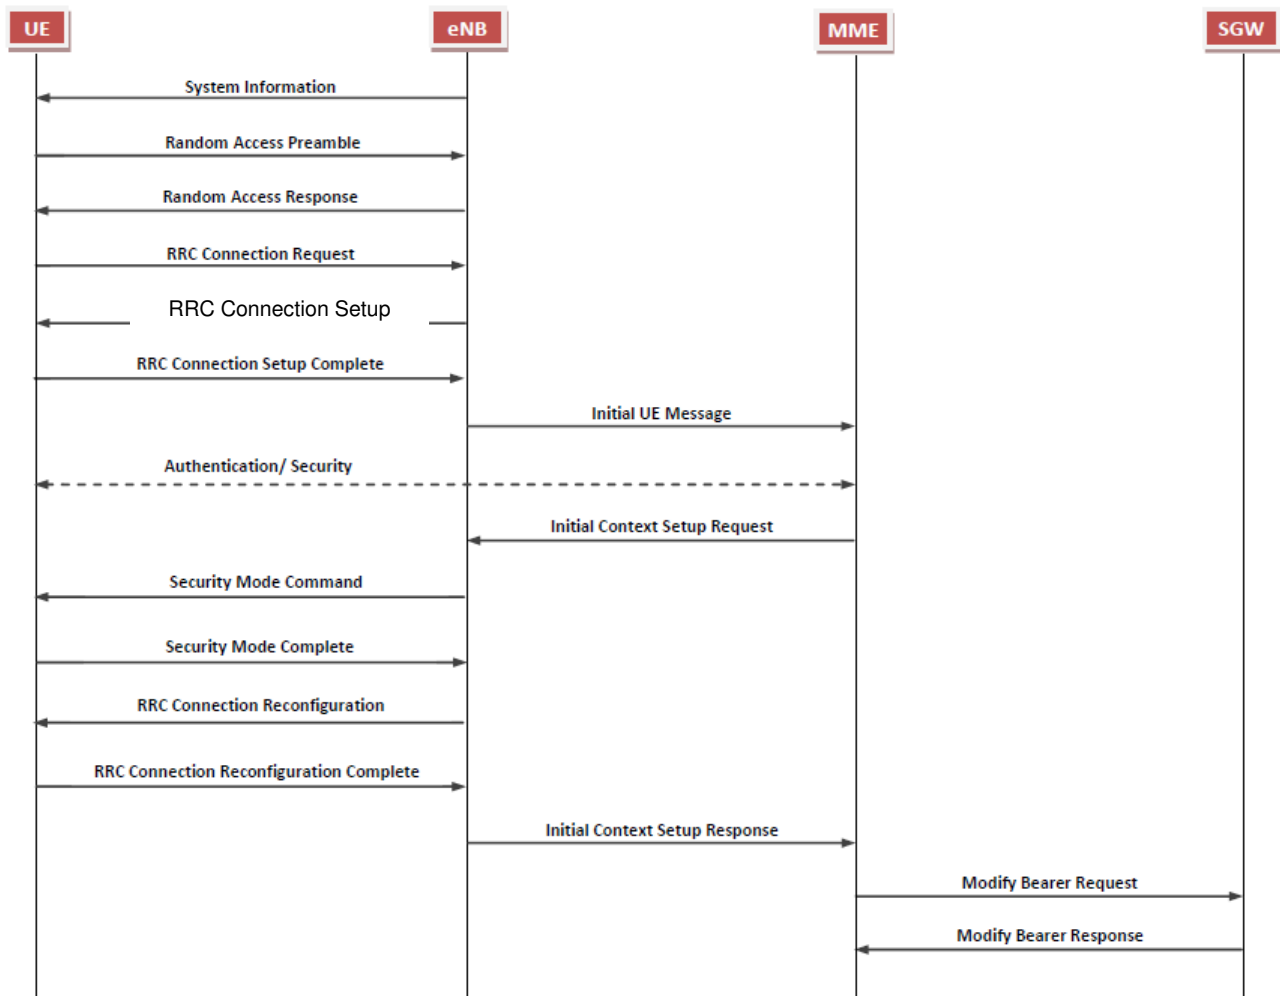 UE
eNB
MME
SGW
System Information
Random Access Preamble
Random Access Response
RRC Connection Request
RRC Connection Setup
RRC Connection Setup Complete
Initial UE Message
Authentication/ Security
Initial Context Setup Request
Security Mode Command
Security Mode Complete
RRC Connection Reconfiguration
RRC Connection Reconfiguration Complete
Initial Context Setup Response
Modify Bearer Request
Modify Bearer Response